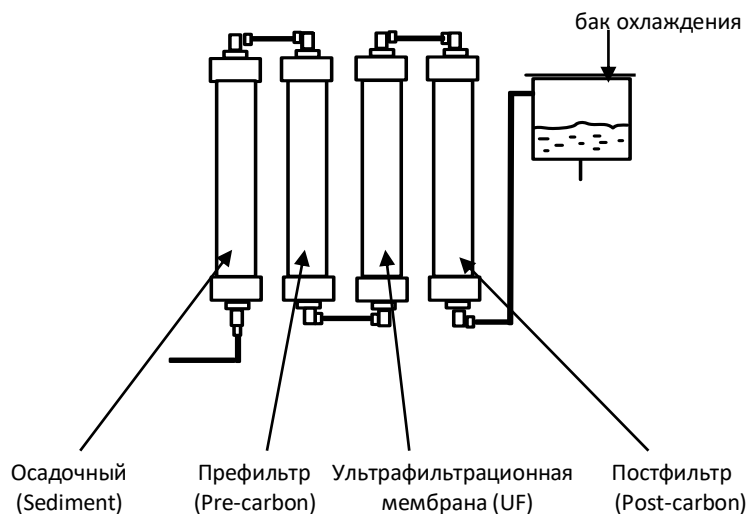 бак охлаждения
Осадочный
(Sediment)
Префильтр
(Pre-carbon)
Ультрафильтрационная
мембрана (UF)
Постфильтр
(Post-carbon)